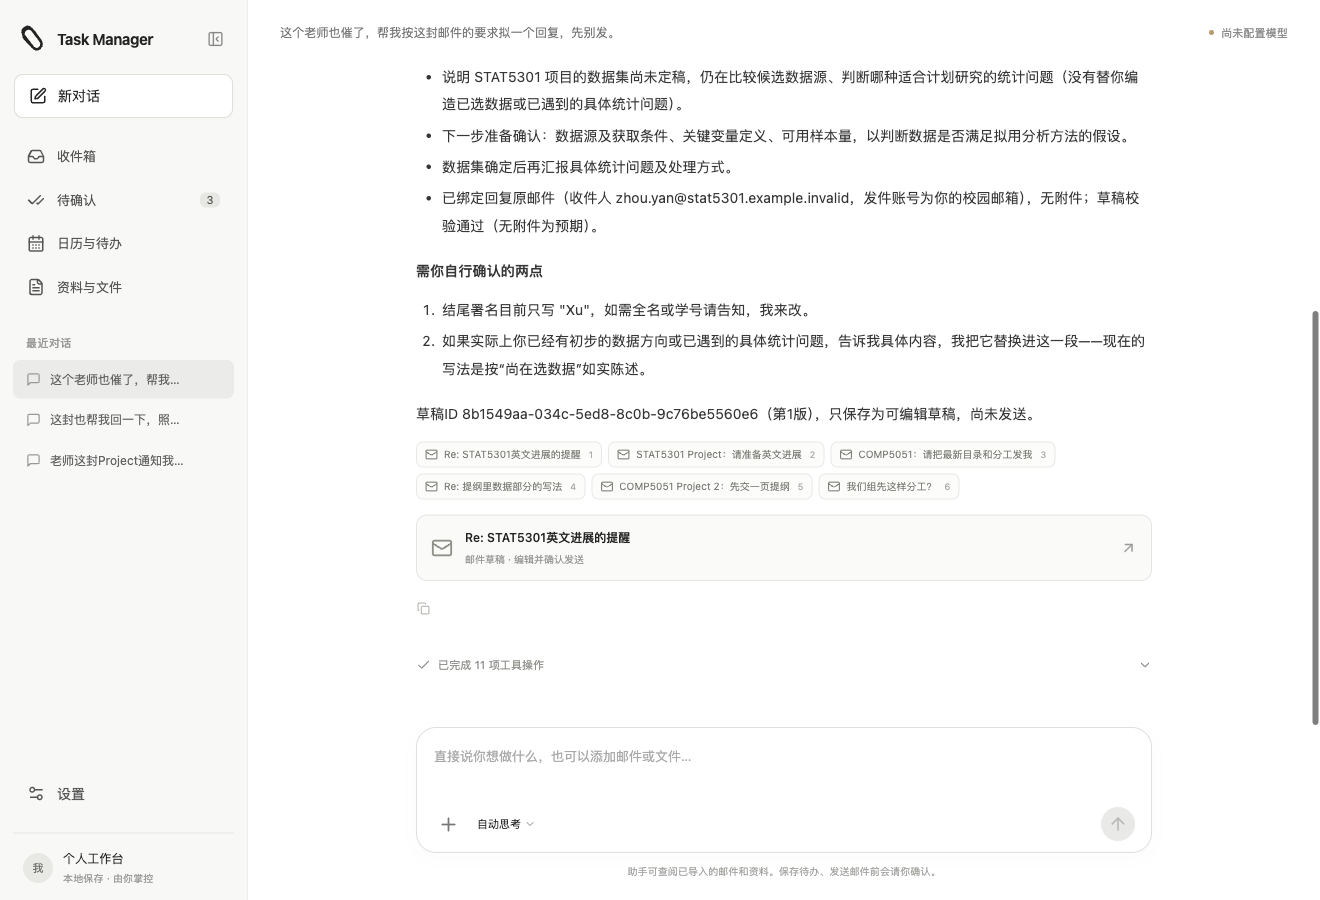 Task Manager
新对话
收件箱
待确认 3
日历与待办
资料与文件
最近对话
这个老师也催了，帮我...
这封也帮我回一下，照...
老师这封Project通知我...
设置
我 个人工作台
本地保存 · 由你掌控
这个老师也催了，帮我按这封邮件的要求拟一个回复，先别发。
尚未配置模型
• 说明 STAT5301 项目的数据集尚未定稿，仍在比较候选数据源、判断哪种适合计划研究的统计问题（没有替你编
造已选数据或已遇到的具体统计问题）。
• 下一步准备确认：数据源及获取条件、关键变量定义、可用样本量，以判断数据是否满足拟用分析方法的假设。
• 数据集确定后再汇报具体统计问题及处理方式。
• 已绑定回复原邮件（收件人 zhou.yan@stat5301.example.invalid，发件账号为你的校园邮箱），无附件；草稿校
验通过（无附件为预期）。
需你自行确认的两点
1. 结尾署名目前只写 "Xu"，如需全名或学号请告知，我来改。
2. 如果实际上你已经有初步的数据方向或已遇到的具体统计问题，告诉我具体内容，我把它替换进这一段——现在的
写法是按“尚在选数据”如实陈述。
草稿ID 8b1549aa-034c-5ed8-8c0b-9c76be5560e6（第1版），只保存为可编辑草稿，尚未发送。
Re: STAT5301英文进展的提醒 1 STAT5301 Project：请准备英文进展 2 COMP5051：请把最新目录和分工发我 3
Re: 提纲里数据部分的写法 4 COMP5051 Project 2：先交一页提纲 5 我们组先这样分工？ 6
Re: STAT5301英文进展的提醒
邮件草稿 · 编辑并确认发送
已完成 11 项工具操作
直接说你想做什么，也可以添加邮件或文件...
自动思考
助手可查阅已导入的邮件和资料。保存待办、发送邮件前会请你确认。